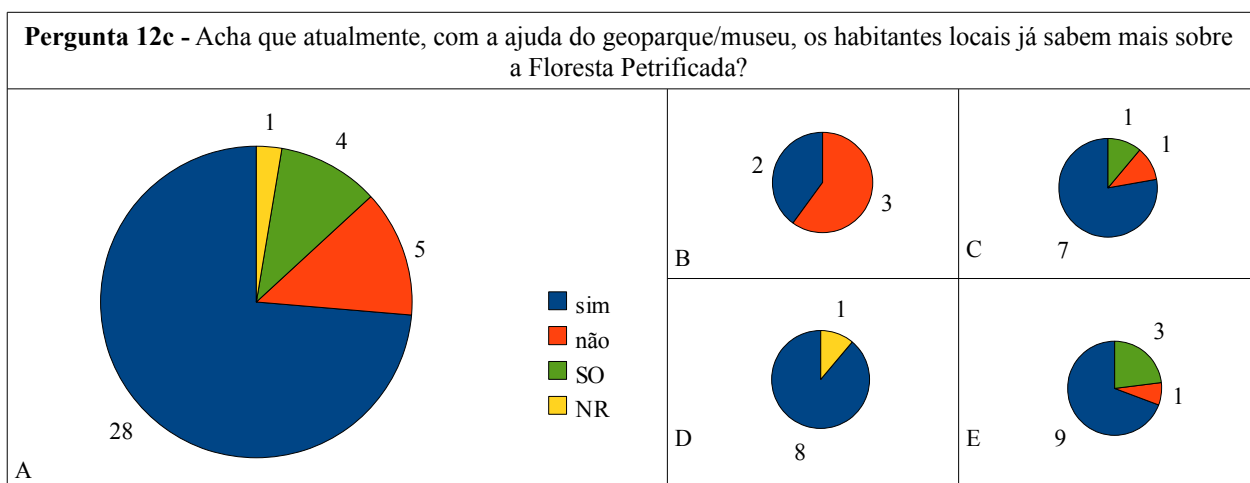 Pergunta 12c - Acha que atualmente, com a ajuda do geoparque/museu, os habitantes locais já sabem mais sobre
a Floresta Petrificada?
1
4
5
28
A
sim
não
SO
NR
2
3
B
1
1
7
C
1
8
D
3
1
9
E